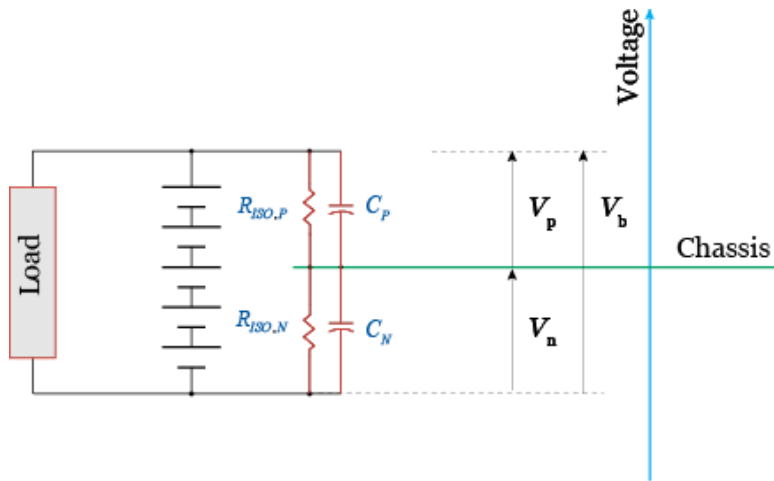 Voltage
Load
R_ISO,P
C_P
V_p
V_b
Chassis
R_ISO,N
C_N
V_n